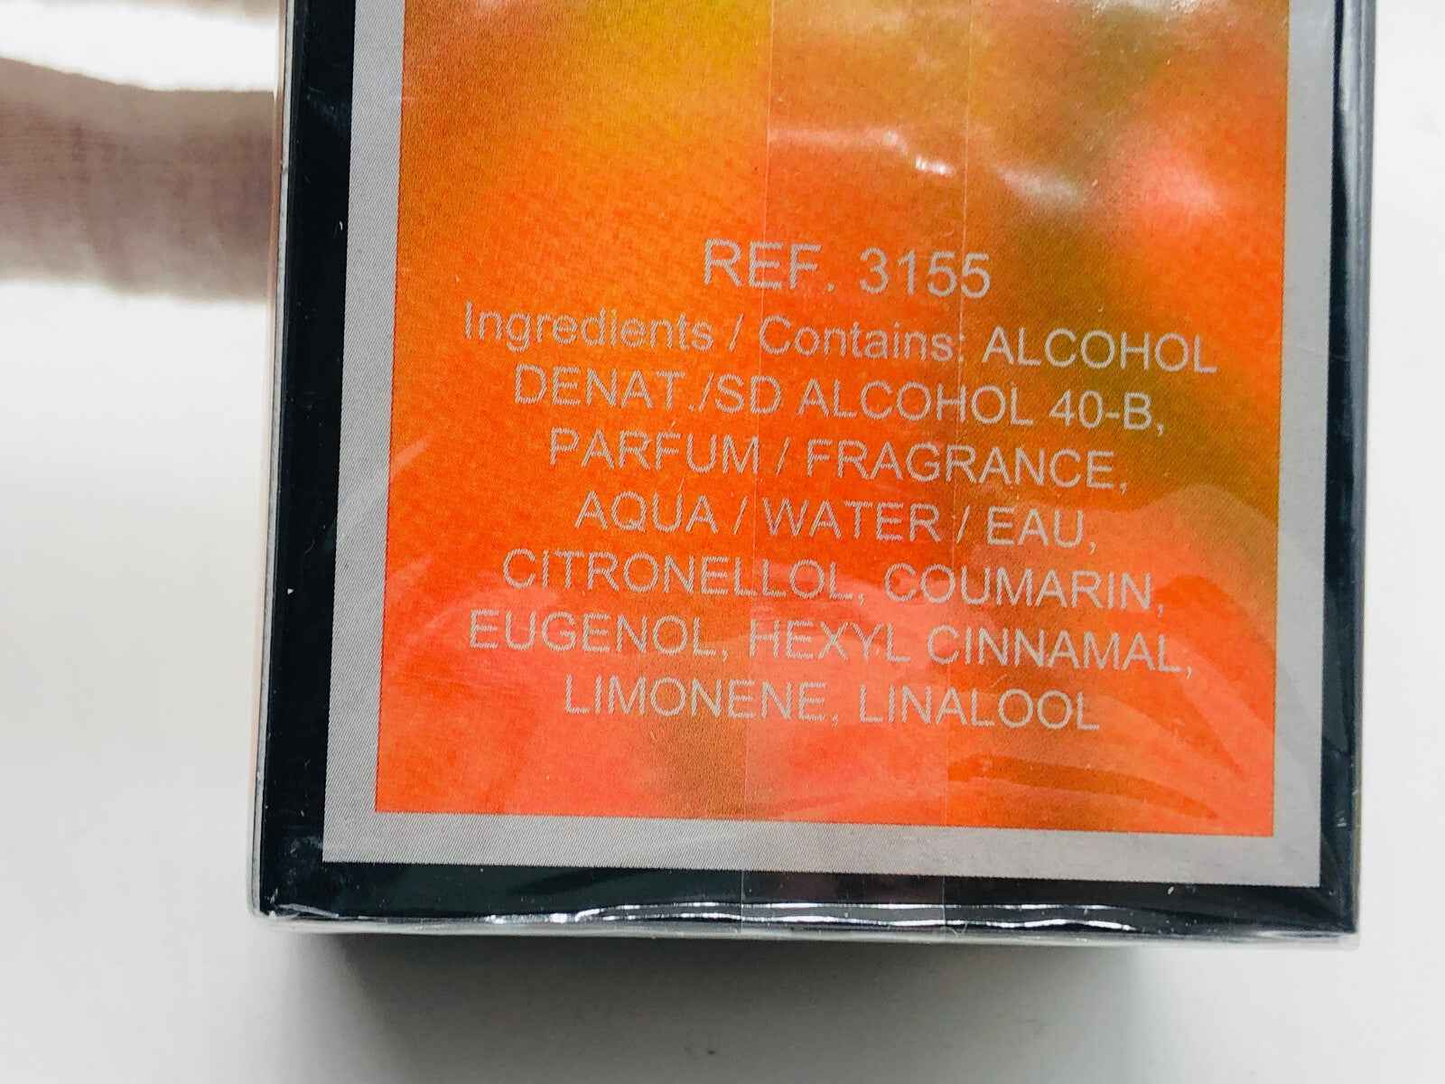 REF. 3155
Ingredients / Contains: ALCOHOL
DENAT./SD ALCOHOL 40-B,
PARFUM / FRAGRANCE,
AQUA / WATER / EAU,
CITRONELLOL, COUMARIN,
EUGENOL, HEXYL CINNAMAL,
LIMONENE, LINALOOL